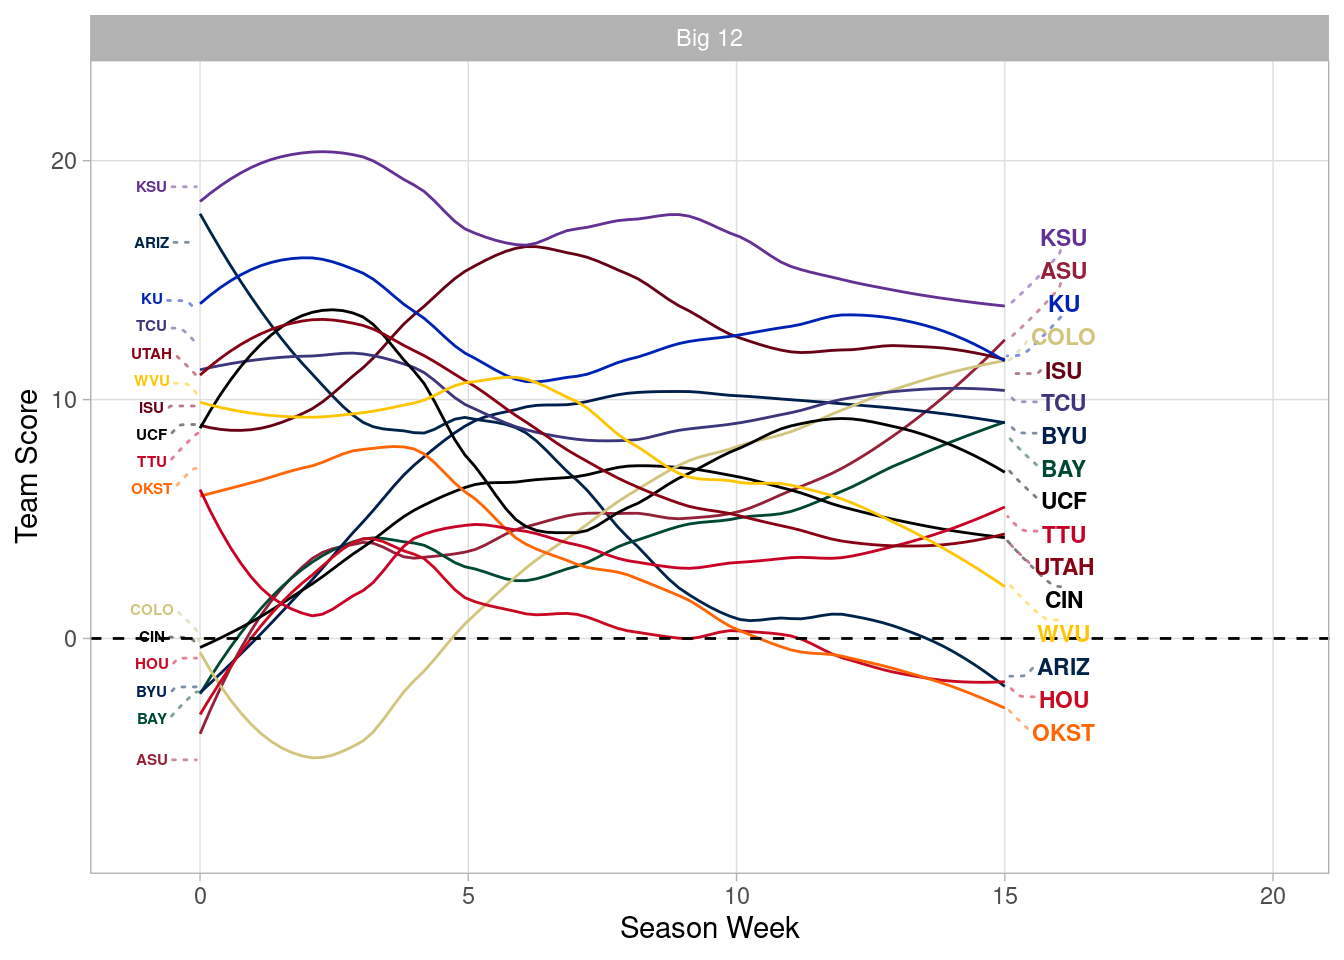 Big 12
Team Score
20
10
0
KSU
ARIZ
KU
TCU
UTAH
WVU
ISU
UCF
TTU
OKST
COLO
CIN
HOU
BYU
BAY
ASU
KSU
ASU
KU
COLO
ISU
TCU
BYU
BAY
UCF
TTU
UTAH
CIN
WVU
ARIZ
HOU
OKST
0 5 10 15 20
Season Week